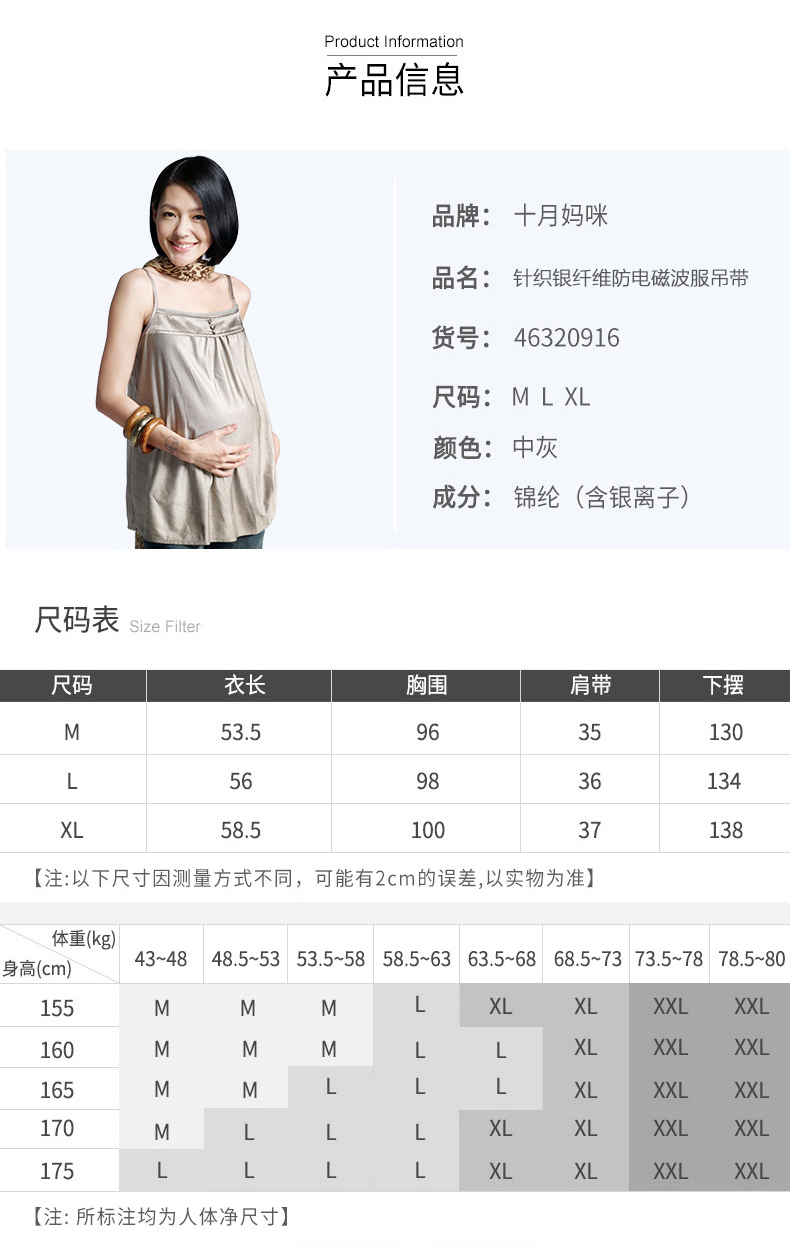 Product Information
产品信息
品牌： 十月妈咪
品名： 针织银纤维防电磁波服吊带
货号： 46320916
尺码： M L XL
颜色： 中灰
成分： 锦纶（含银离子）
尺码表 Size Filter
尺码 衣长 胸围 肩带 下摆
M 53.5 96 35 130
L 56 98 36 134
XL 58.5 100 37 138
【注:以下尺寸因测量方式不同，可能有2cm的误差,以实物为准】
体重(kg)
身高(cm)
43~48 48.5~53 53.5~58 58.5~63 63.5~68 68.5~73 73.5~78 78.5~80
155 M M M L XL XL XXL XXL
160 M M M L L XL XXL XXL
165 M M L L L XL XXL XXL
170 M L L L XL XL XXL XXL
175 L L L L XL XL XXL XXL
【注: 所标注均为人体净尺寸】